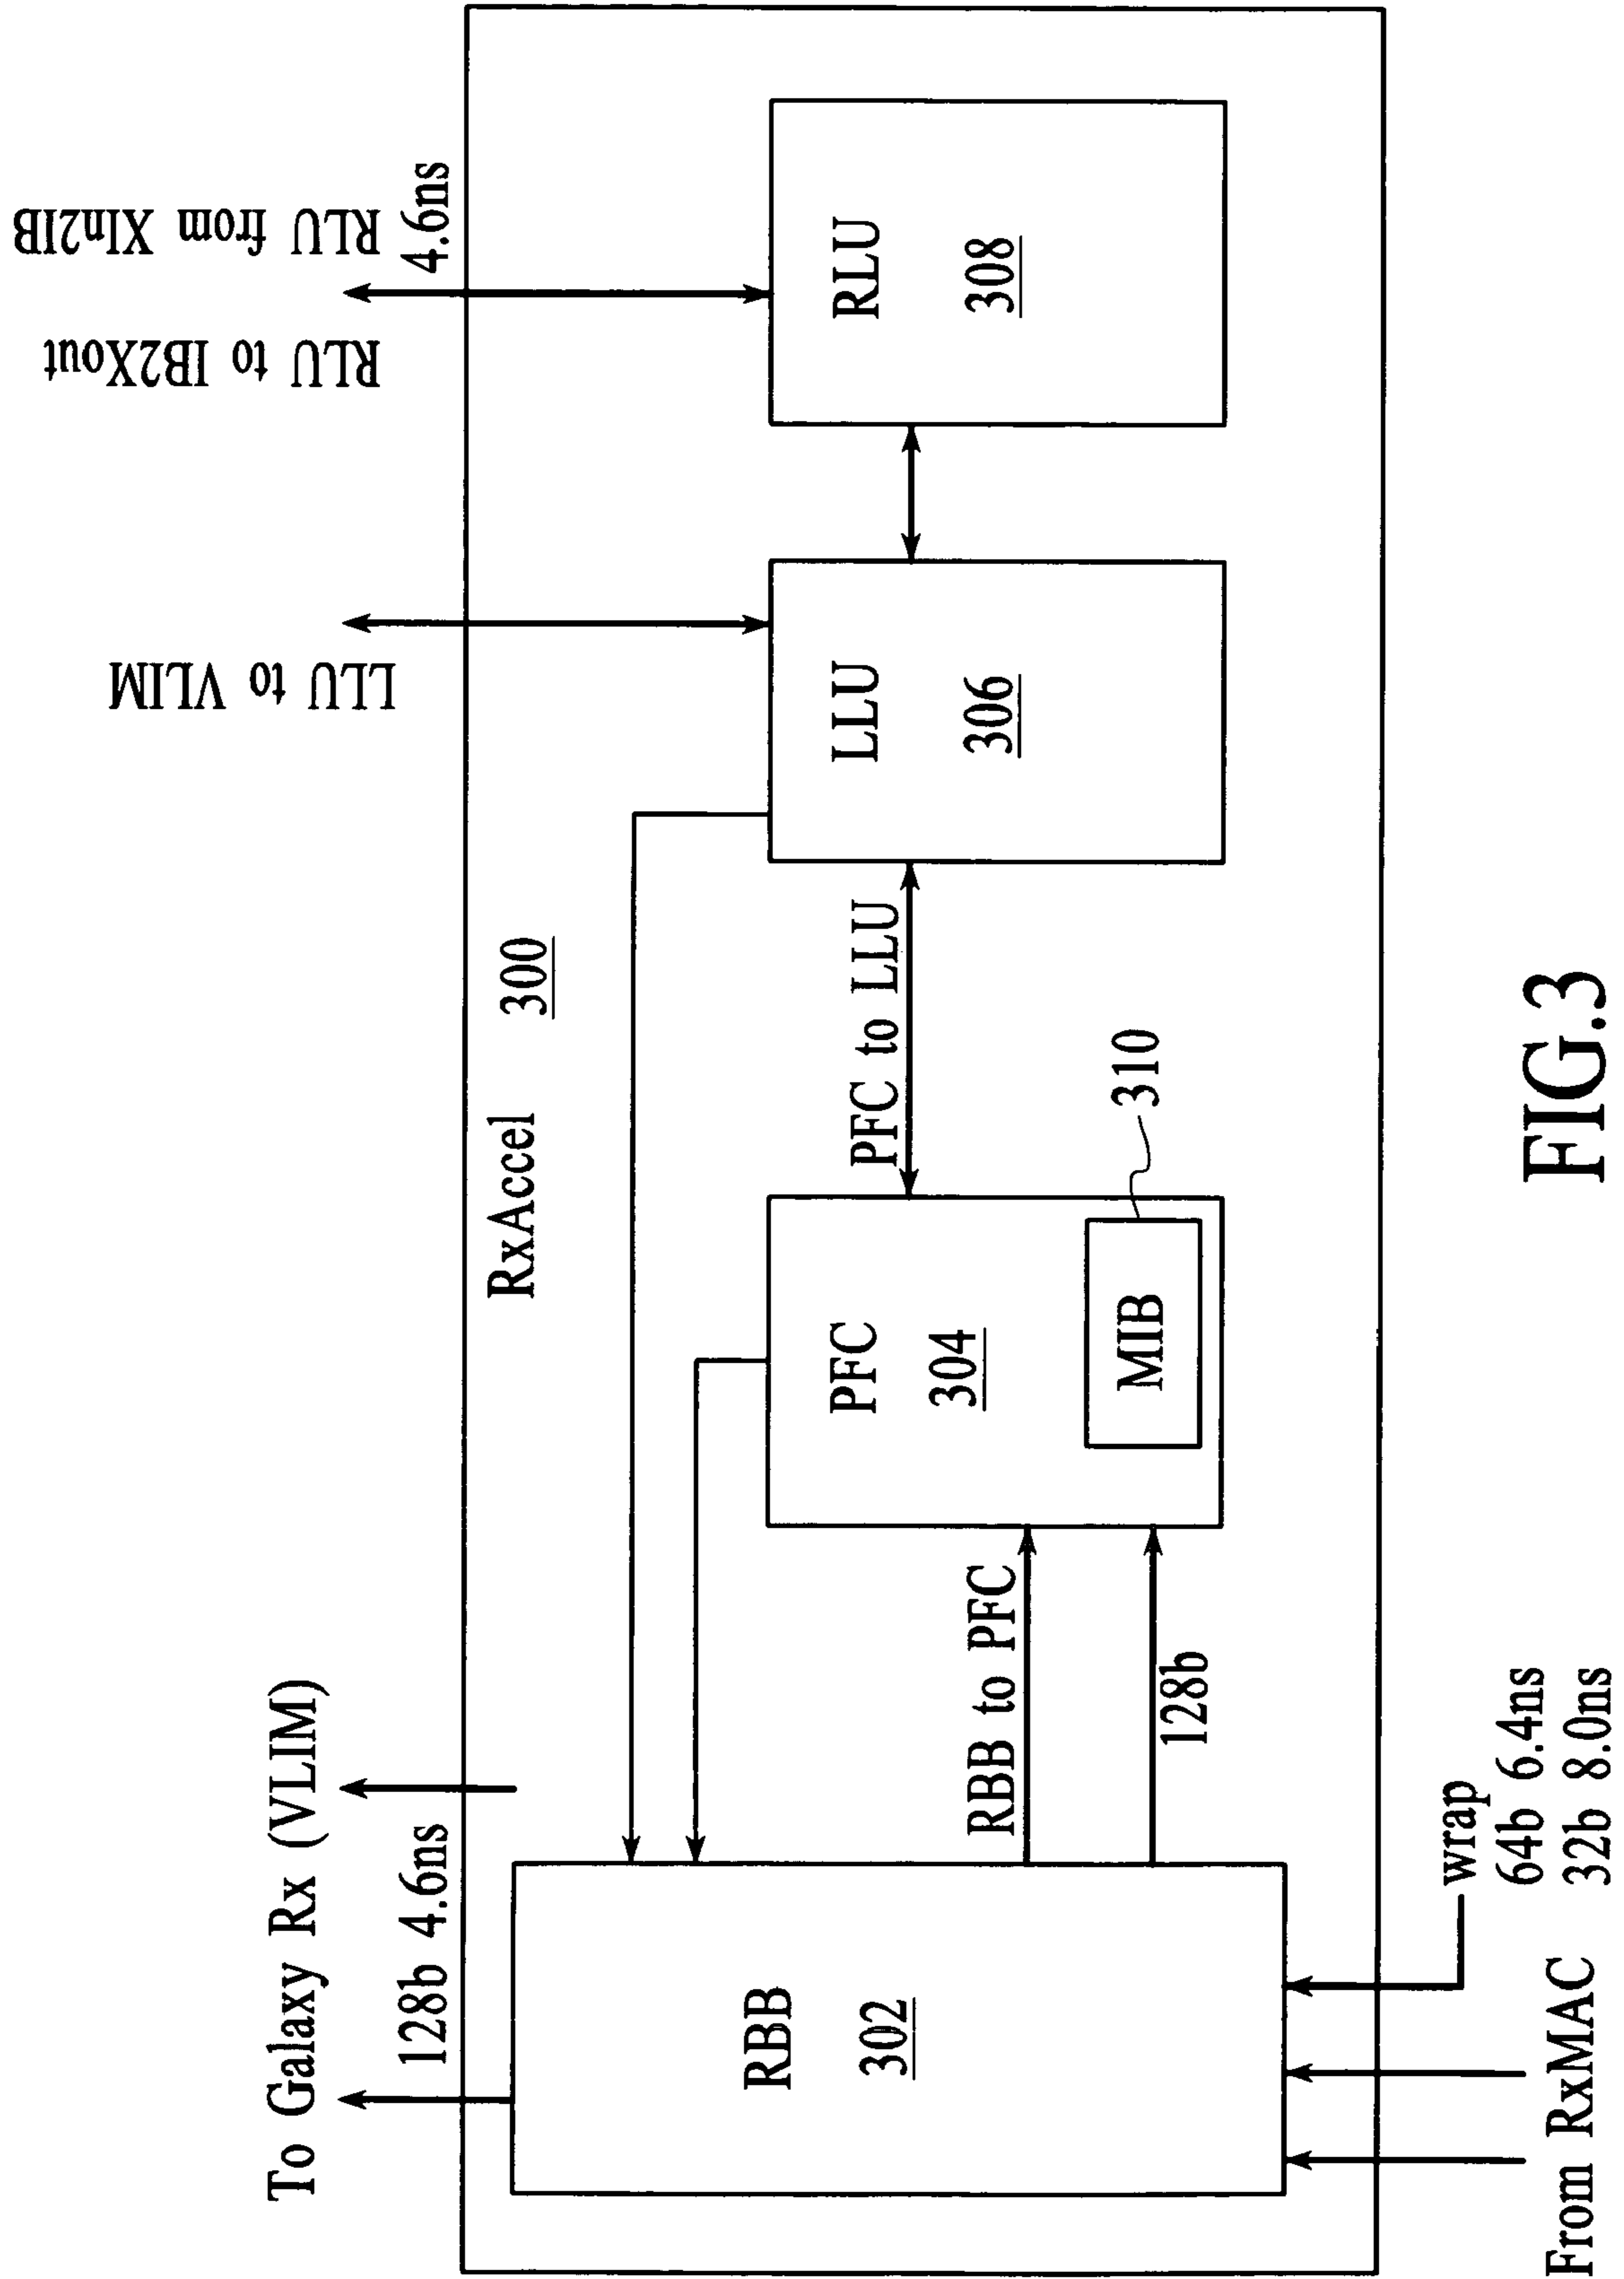 To Galaxy Rx (VLIM)
128b 4.6ns
LLU to VLIM
RLU to IB2Xout
RLU from XIn2IB
4.6ns
RxAccel 300
RBB
302
RBB to PFC
128b
PFC
304
MIB
310
PFC to LLU
LLU
306
RLU
308
From RxMAC
wrap
64b 6.4ns
32b 8.0ns
FIG.3